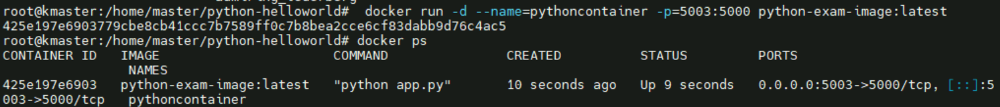 root@kmaster:/home/master/python-helloworld#  docker run -d --name=pythoncontainer -p=5003:5000 python-exam-image:latest
425e197e6903779cbe8cb41ccc7b7589ff0c7b8bea2cce6cf83dabb9d76c4ac5
root@kmaster:/home/master/python-helloworld# docker ps
CONTAINER ID   IMAGE                      COMMAND           CREATED          STATUS         PORTS
                NAMES
425e197e6903   python-exam-image:latest   "python app.py"   10 seconds ago   Up 9 seconds   0.0.0.0:5003->5000/tcp, [::]:5
003->5000/tcp   pythoncontainer